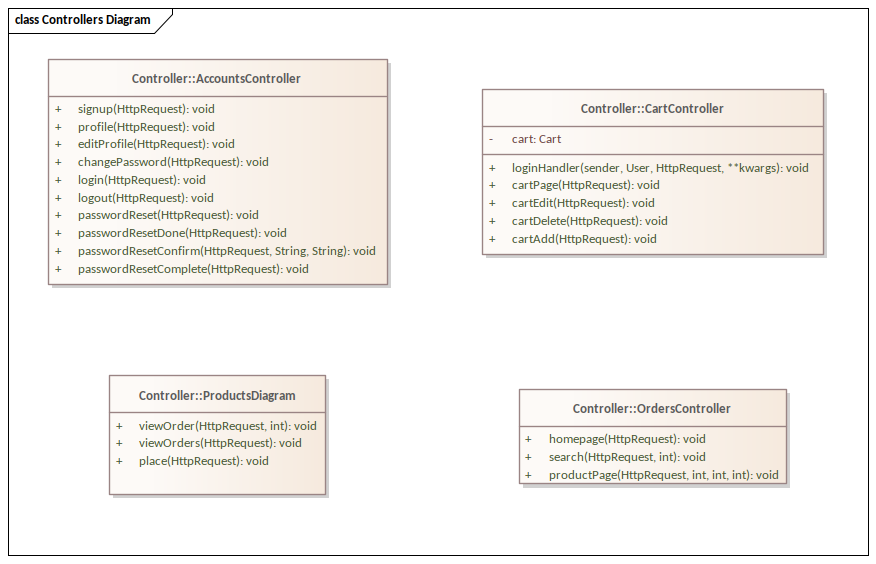 class Controllers Diagram
Controller::AccountsController
+ signup(HttpRequest): void
+ profile(HttpRequest): void
+ editProfile(HttpRequest): void
+ changePassword(HttpRequest): void
+ login(HttpRequest): void
+ logout(HttpRequest): void
+ passwordReset(HttpRequest): void
+ passwordResetDone(HttpRequest): void
+ passwordResetConfirm(HttpRequest, String, String): void
+ passwordResetComplete(HttpRequest): void
Controller::CartController
- cart: Cart
+ loginHandler(sender, User, HttpRequest, **kwargs): void
+ cartPage(HttpRequest): void
+ cartEdit(HttpRequest): void
+ cartDelete(HttpRequest): void
+ cartAdd(HttpRequest): void
Controller::ProductsDiagram
+ viewOrder(HttpRequest, int): void
+ viewOrders(HttpRequest): void
+ place(HttpRequest): void
Controller::OrdersController
+ homepage(HttpRequest): void
+ search(HttpRequest, int): void
+ productPage(HttpRequest, int, int, int): void